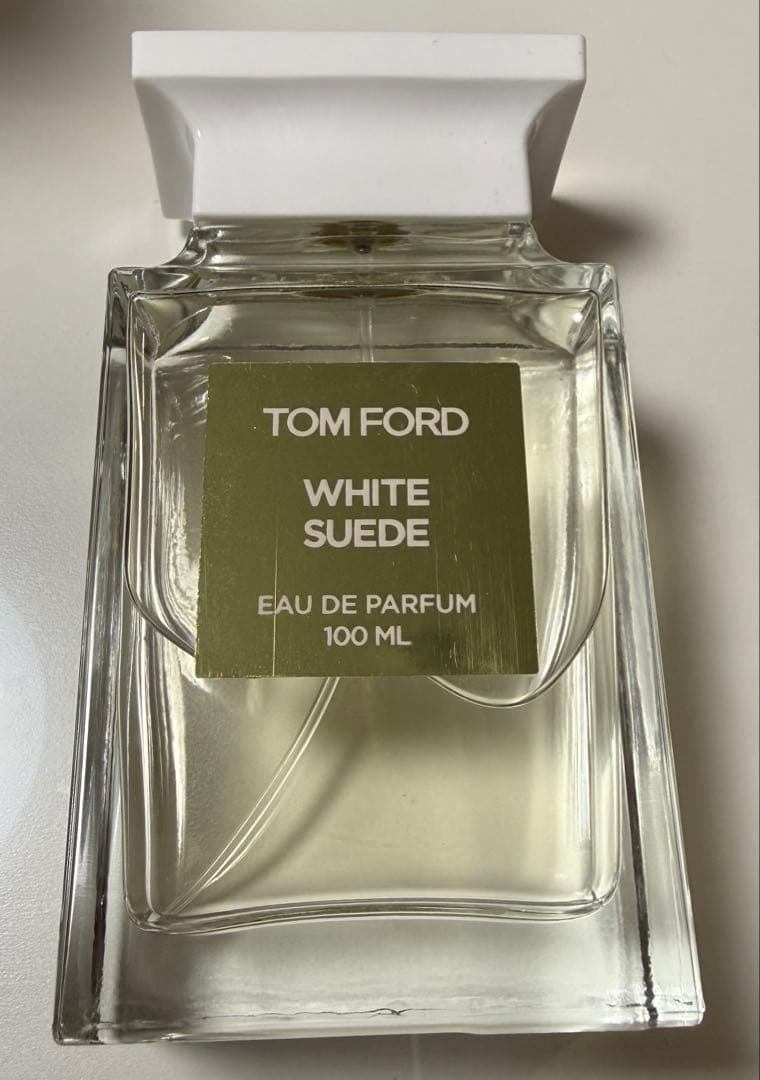 TOM FORD
WHITE
SUEDE
EAU DE PARFUM
100 ML